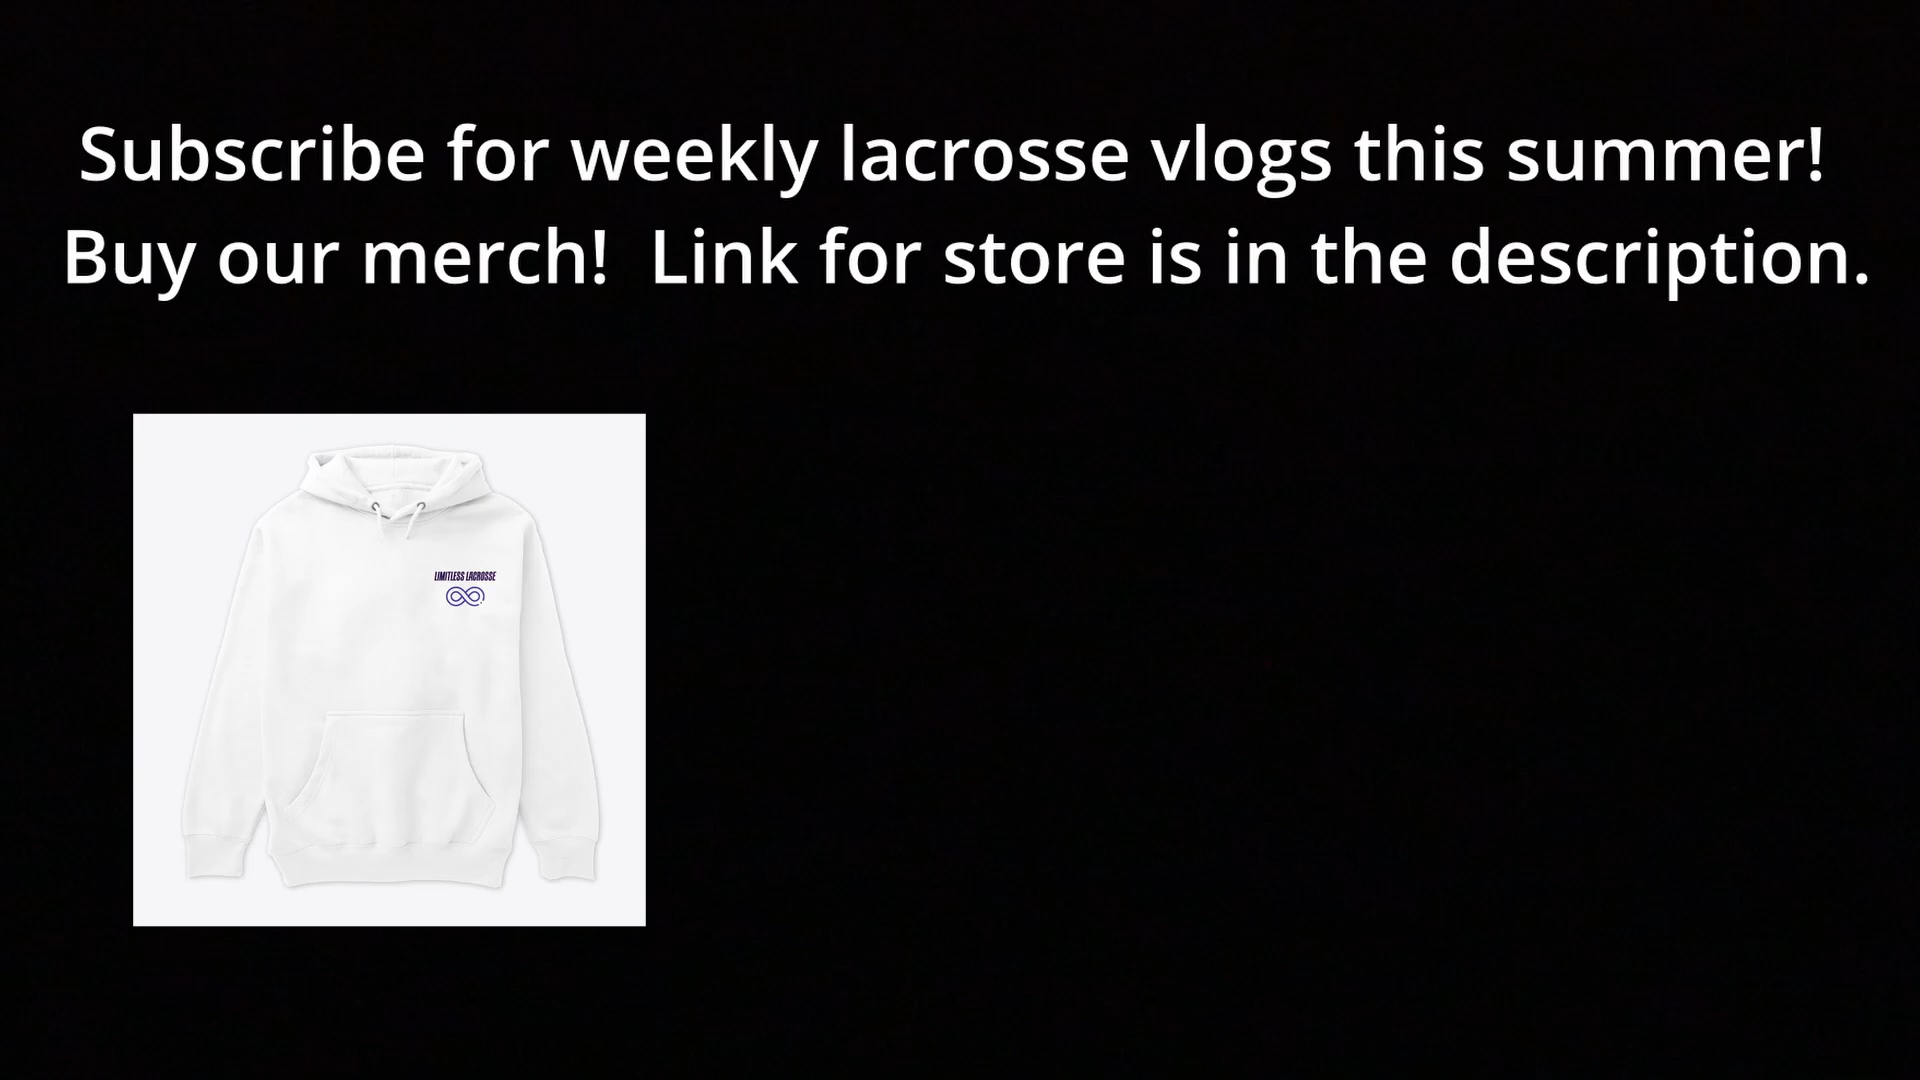 Subscribe for weekly lacrosse vlogs this summer!
Buy our merch!  Link for store is in the description.
LIMITLESS LACROSSE